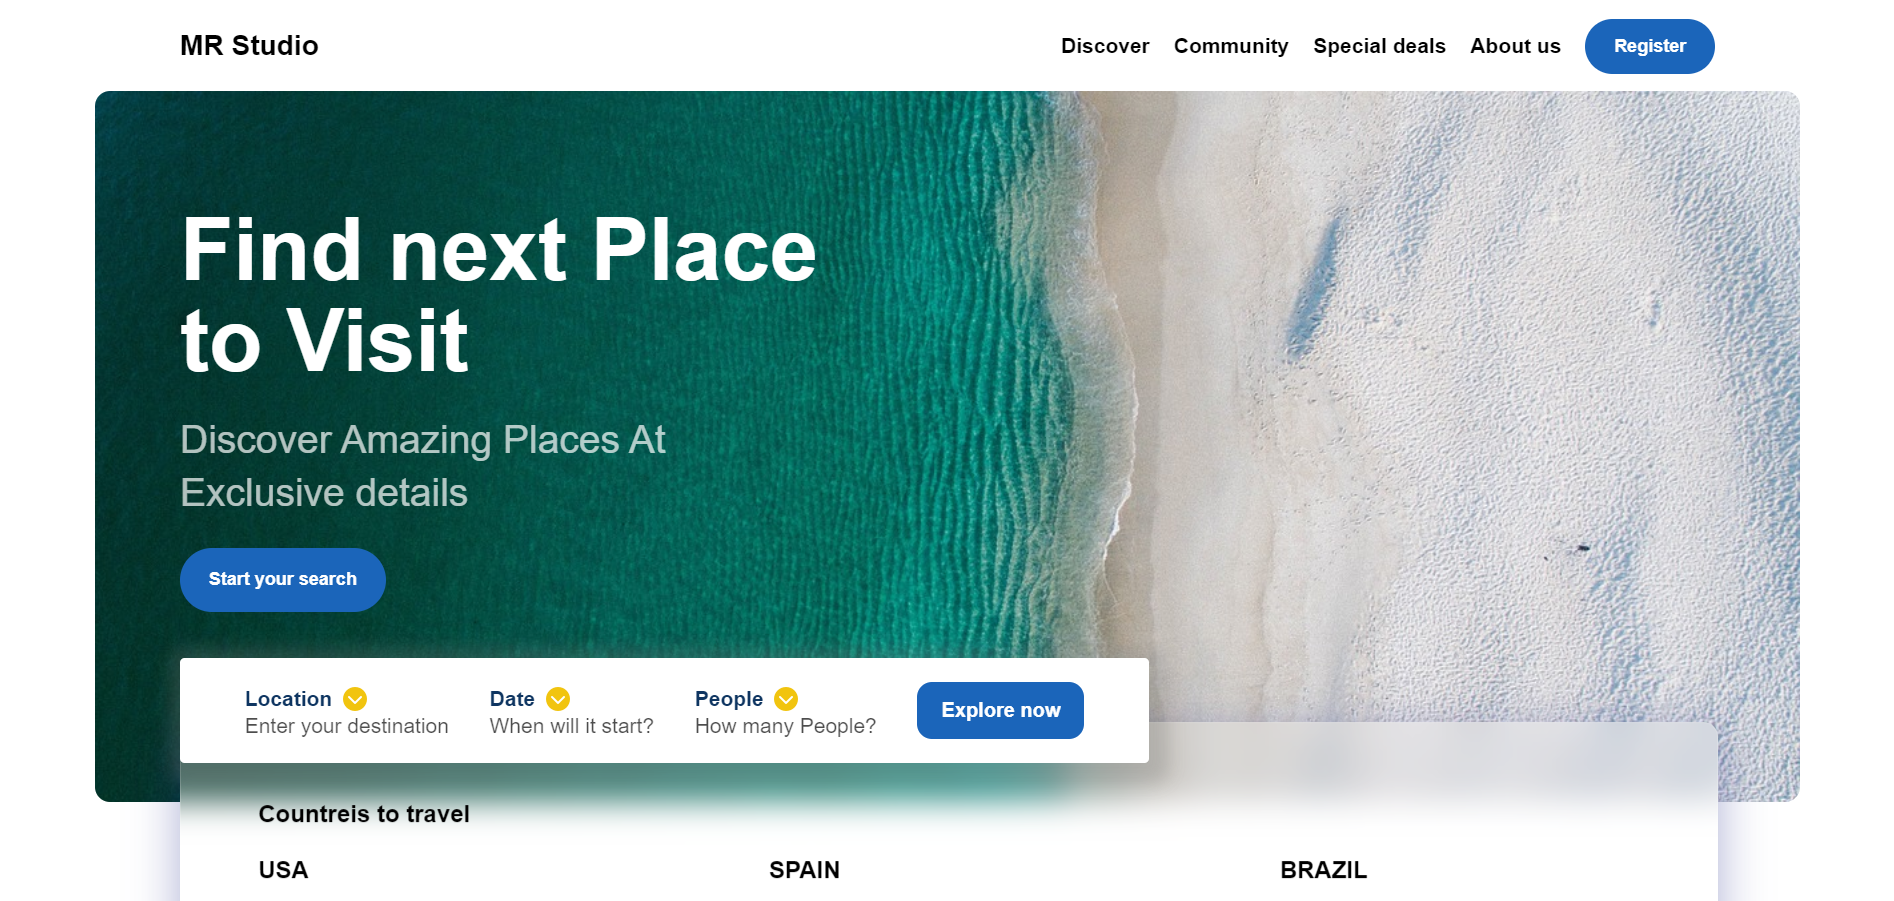 MR Studio
Discover Community Special deals About us Register
Find next Place
to Visit
Discover Amazing Places At
Exclusive details
Start your search
Location Date People Explore now
Enter your destination When will it start? How many People?
Countreis to travel
USA SPAIN BRAZIL